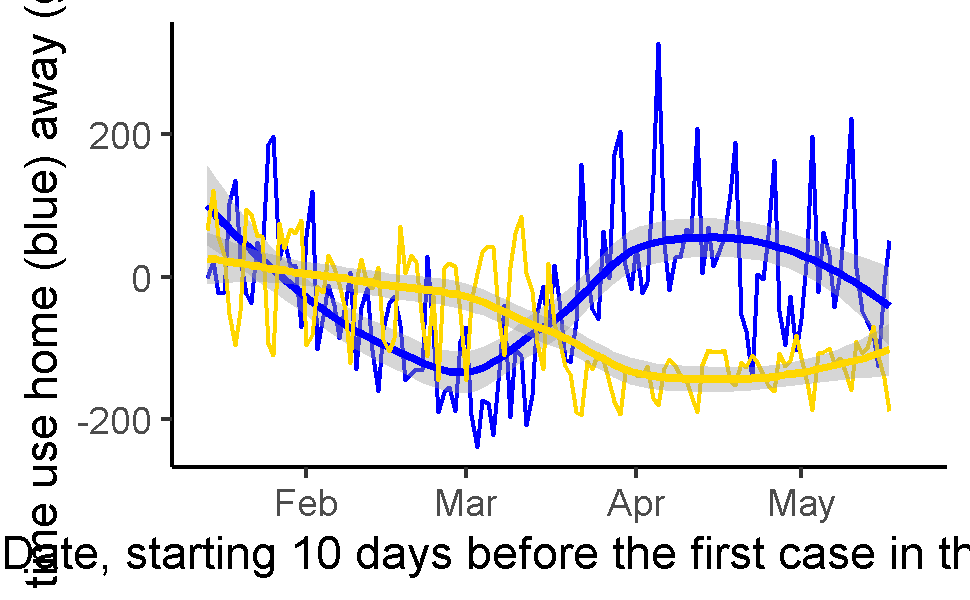 time use home (blue) away (
200
0
-200
Feb Mar Apr May
Date, starting 10 days before the first case in th